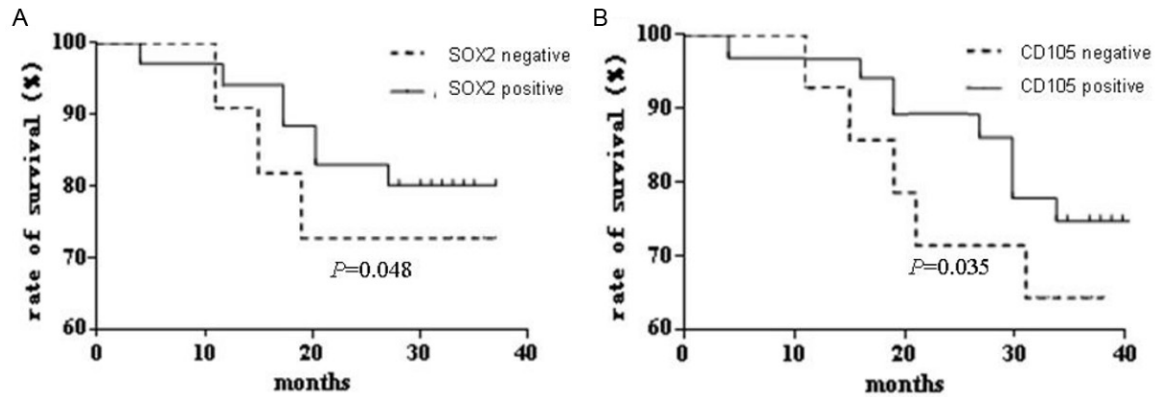 A
rate of survival (%)
100
90
80
70
60
0
10
20
30
40
months
SOX2 negative
SOX2 positive
P=0.048
B
rate of survival (%)
100
90
80
70
60
0
10
20
30
40
months
CD105 negative
CD105 positive
P=0.035